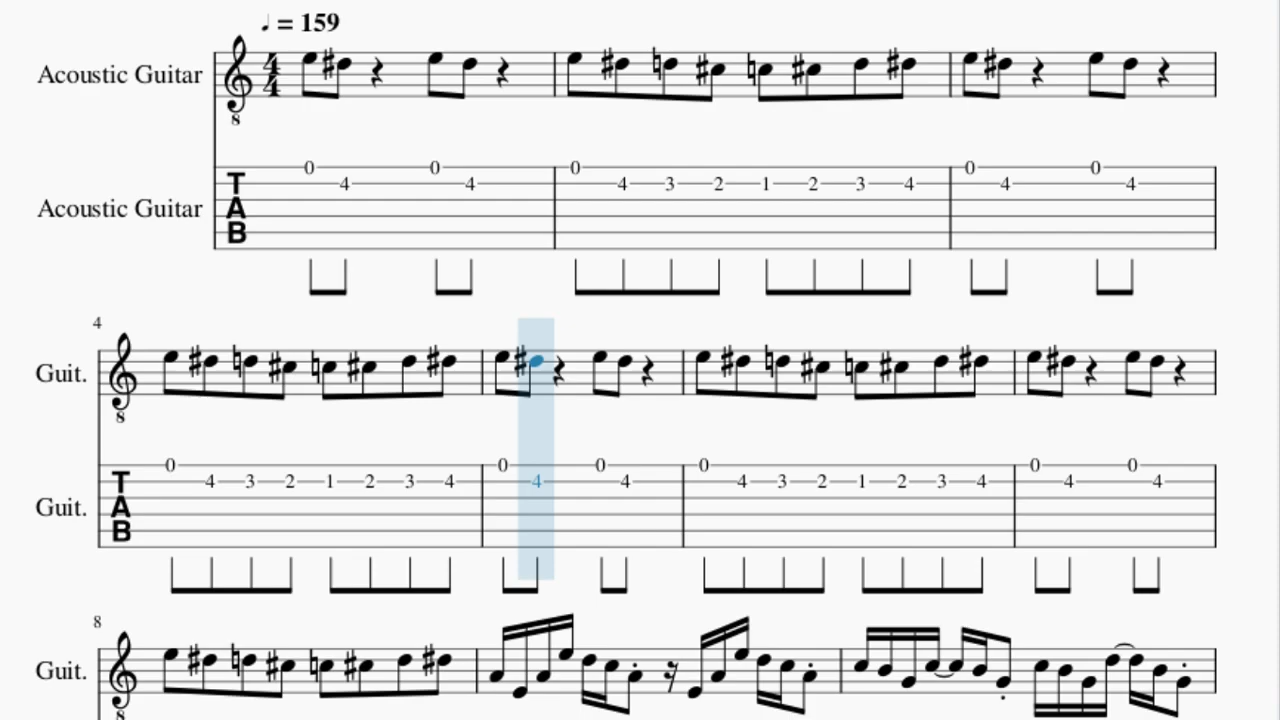 ♩ = 159
Acoustic Guitar 4 4
8
0 4 0 4 0 4 3 2 1 2 3 4 0 4 0 4
Acoustic Guitar TAB
4
Guit.
8
0 4 3 2 1 2 3 4 0 4 0 4 0 4 3 2 1 2 3 4 0 4 0 4
Guit. TAB
8
Guit.
8